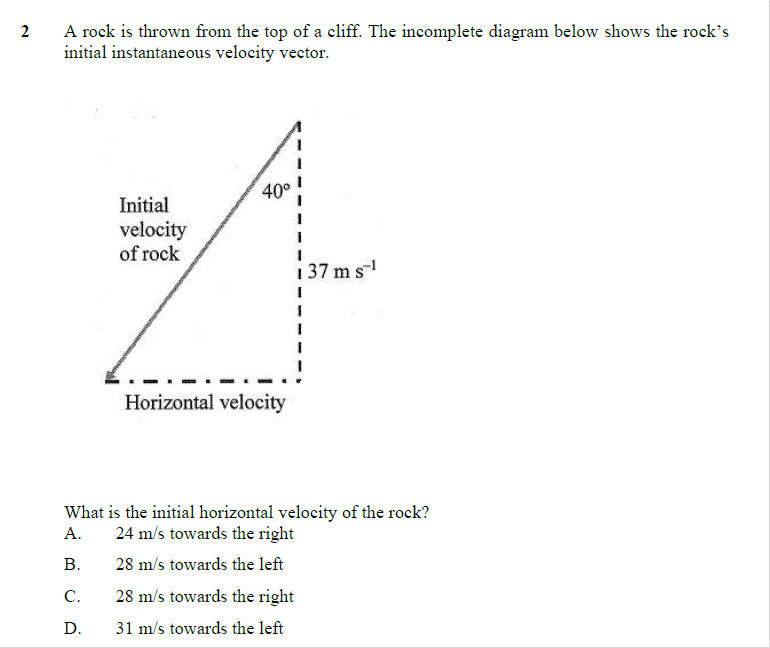 2 A rock is thrown from the top of a cliff. The incomplete diagram below shows the rock’s
initial instantaneous velocity vector.
40°
Initial
velocity
of rock
37 m s⁻¹
Horizontal velocity
What is the initial horizontal velocity of the rock?
A. 24 m/s towards the right
B. 28 m/s towards the left
C. 28 m/s towards the right
D. 31 m/s towards the left